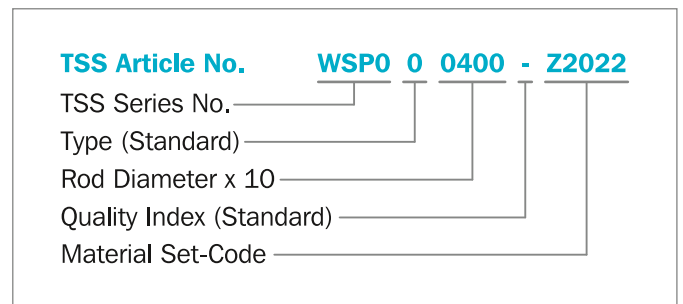 TSS Article No. WSP0 0 0400 - Z2022
TSS Series No.
Type (Standard)
Rod Diameter x 10
Quality Index (Standard)
Material Set-Code